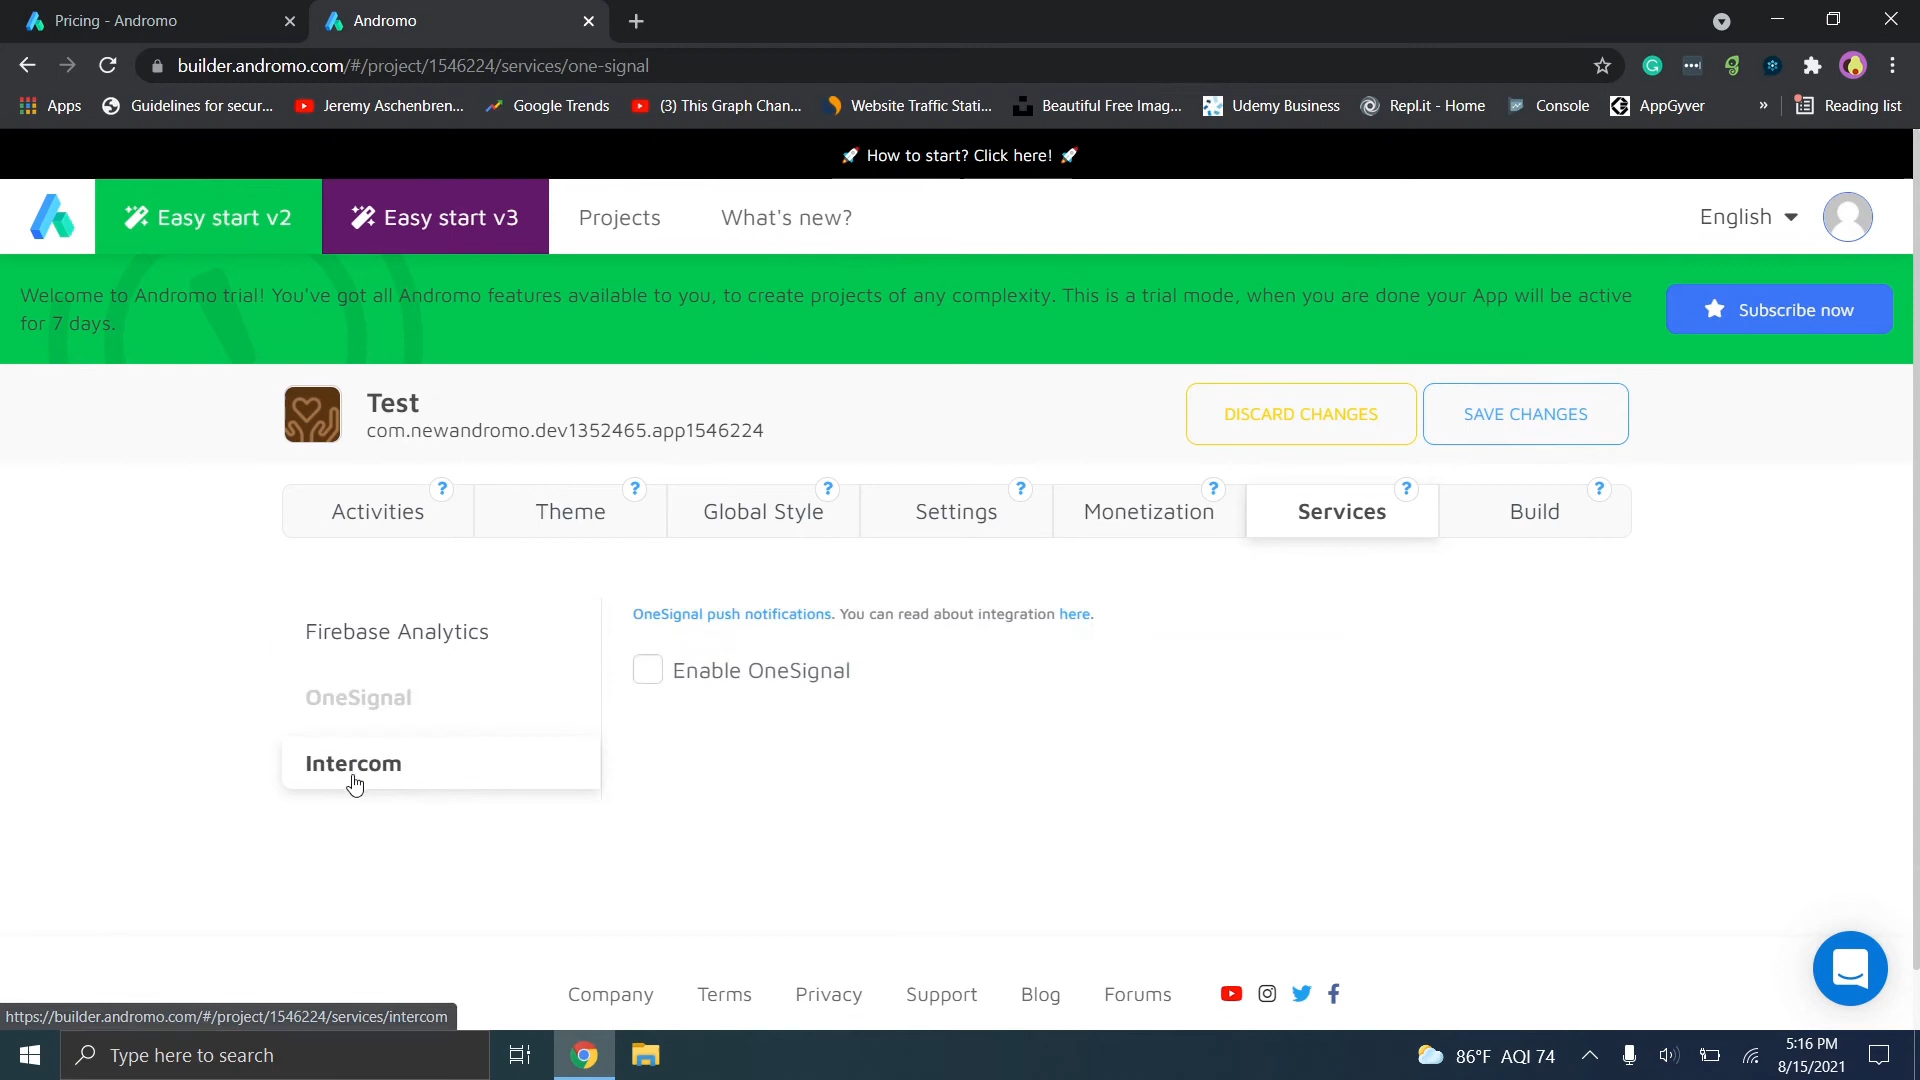 Pricing - Andromo
Andromo
builder.andromo.com/#/project/1546224/services/one-signal
Apps
Guidelines for secur...
Jeremy Aschenbren...
Google Trends
(3) This Graph Chan...
Website Traffic Stati...
Beautiful Free Imag...
Udemy Business
Repl.it - Home
Console
AppGyver
»
Reading list
How to start? Click here!
Easy start v2
Easy start v3
Projects
What's new?
English
Welcome to Andromo trial! You've got all Andromo features available to you, to create projects of any complexity. This is a trial mode, when you are done your App will be active
for 7 days.
Subscribe now
Test
com.newandromo.dev1352465.app1546224
DISCARD CHANGES
SAVE CHANGES
? ? ? ? ? ? ?
Activities
Theme
Global Style
Settings
Monetization
Services
Build
Firebase Analytics
OneSignal
Intercom
OneSignal push notifications. You can read about integration here.
Enable OneSignal
Company
Terms
Privacy
Support
Blog
Forums
https://builder.andromo.com/#/project/1546224/services/intercom
Type here to search
86°F AQI 74
5:16 PM
8/15/2021